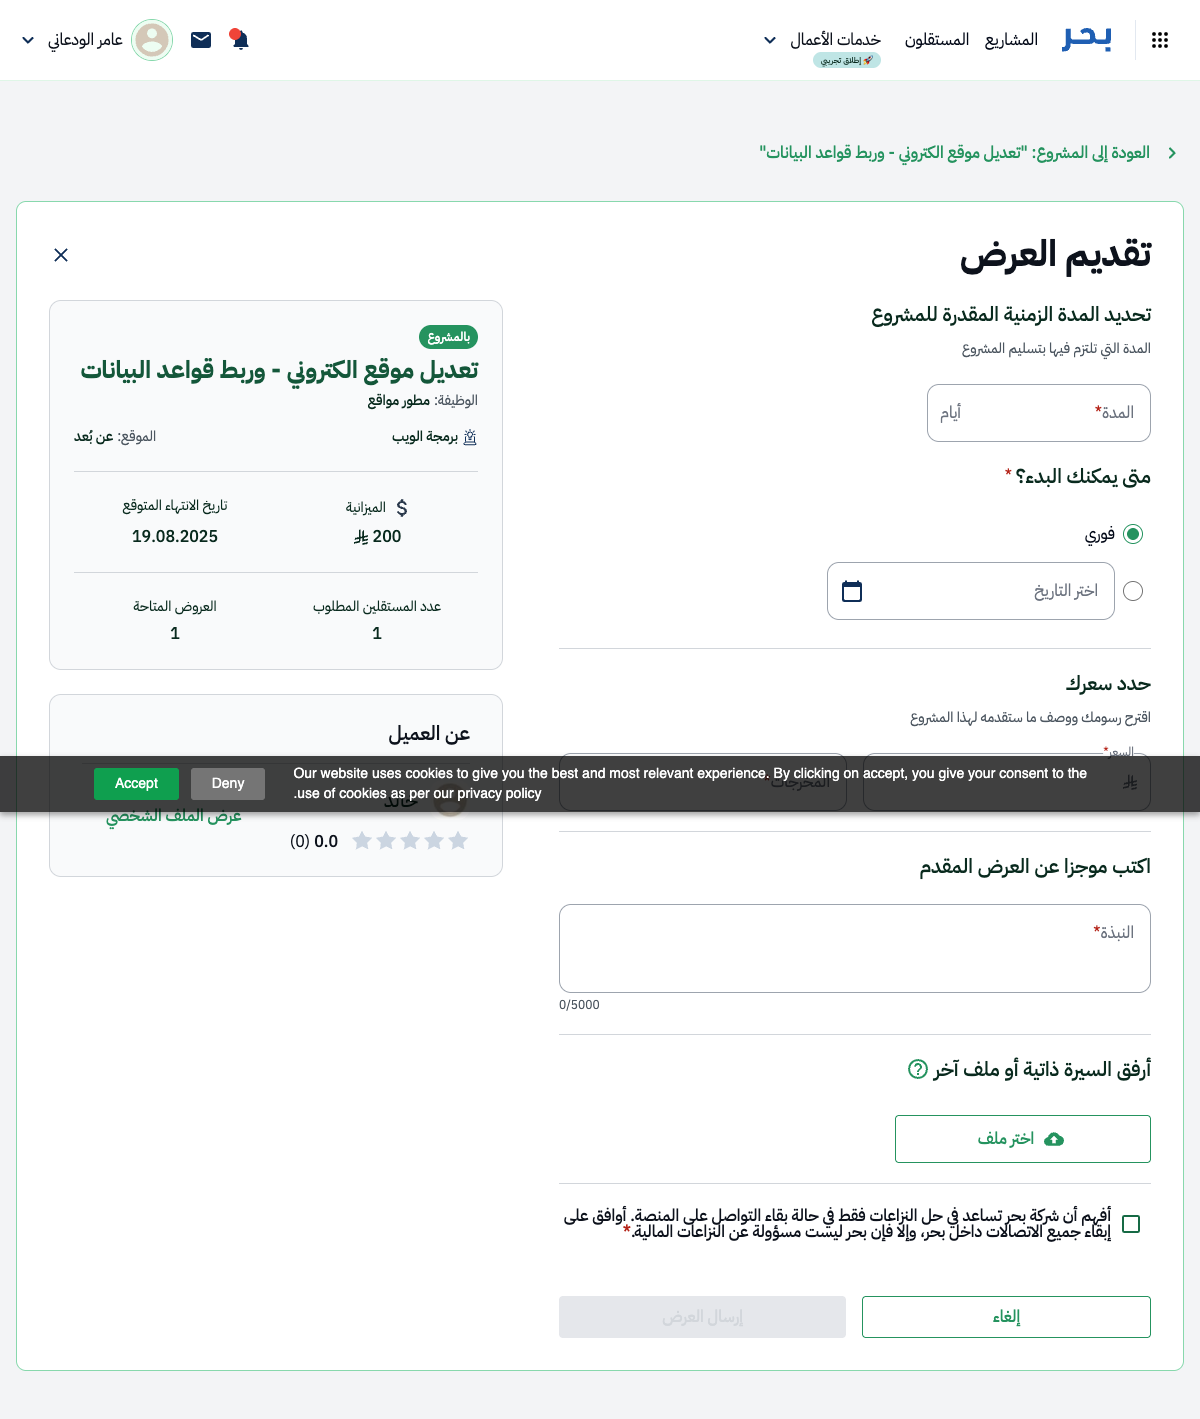 بحر
المشاريع
المستقلون
خدمات الأعمال
🚀 إطلاق تجريبي
عامر الودعاني
العودة إلى المشروع: "تعديل موقع الكتروني - وربط قواعد البيانات"
تقديم العرض
تحديد المدة الزمنية المقدرة للمشروع
المدة التي تلتزم فيها بتسليم المشروع
المدة*
أيام
متى يمكنك البدء؟ *
فوري
اختر التاريخ
حدد سعرك
اقترح رسومك ووصف ما ستقدمه لهذا المشروع
السعر*
المخرجات*
اكتب موجزا عن العرض المقدم
النبذة*
0/5000
أرفق السيرة ذاتية أو ملف آخر
اختر ملف
أفهم أن شركة بحر تساعد في حل النزاعات فقط في حالة بقاء التواصل على المنصة. أوافق على
إبقاء جميع الاتصالات داخل بحر، وإلا فإن بحر ليست مسؤولة عن النزاعات المالية.*
إلغاء
إرسال العرض
بالمشروع
تعديل موقع الكتروني - وربط قواعد البيانات
الوظيفة: مطور مواقع
برمجة الويب
الموقع: عن بُعد
$ الميزانية
200
تاريخ الانتهاء المتوقع
19.08.2025
عدد المستقلين المطلوب
1
العروض المتاحة
1
عن العميل
خالد
عرض الملف الشخصي
0.0 (0)
Our website uses cookies to give you the best and most relevant experience. By clicking on accept, you give your consent to the
use of cookies as per our privacy policy.
Deny
Accept